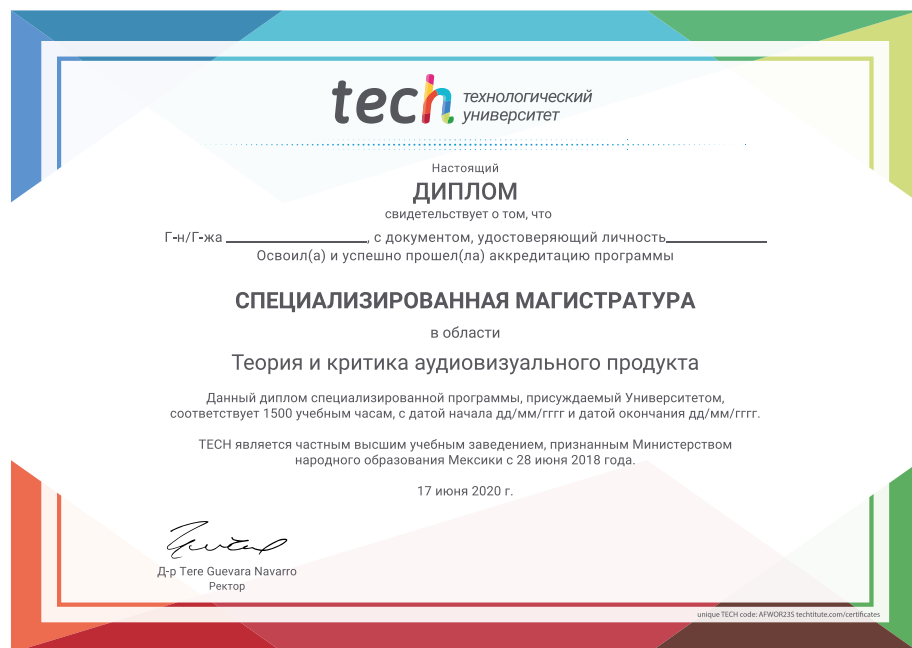 tech технологический
университет
Настоящий
ДИПЛОМ
свидетельствует о том, что
Г-н/Г-жа ________________, с документом, удостоверяющий личность____________
Освоил(а) и успешно прошел(ла) аккредитацию программы
СПЕЦИАЛИЗИРОВАННАЯ МАГИСТРАТУРА
в области
Теория и критика аудиовизуального продукта
Данный диплом специализированной программы, присуждаемый Университетом,
соответствует 1500 учебным часам, с датой начала дд/мм/гггг и датой окончания дд/мм/гггг.
TECH является частным высшим учебным заведением, признанным Министерством
народного образования Мексики с 28 июня 2018 года.
17 июня 2020 г.
Д-р Tere Guevara Navarro
Ректор
unique TECH code: AFWOR23S techtitute.com/certificates